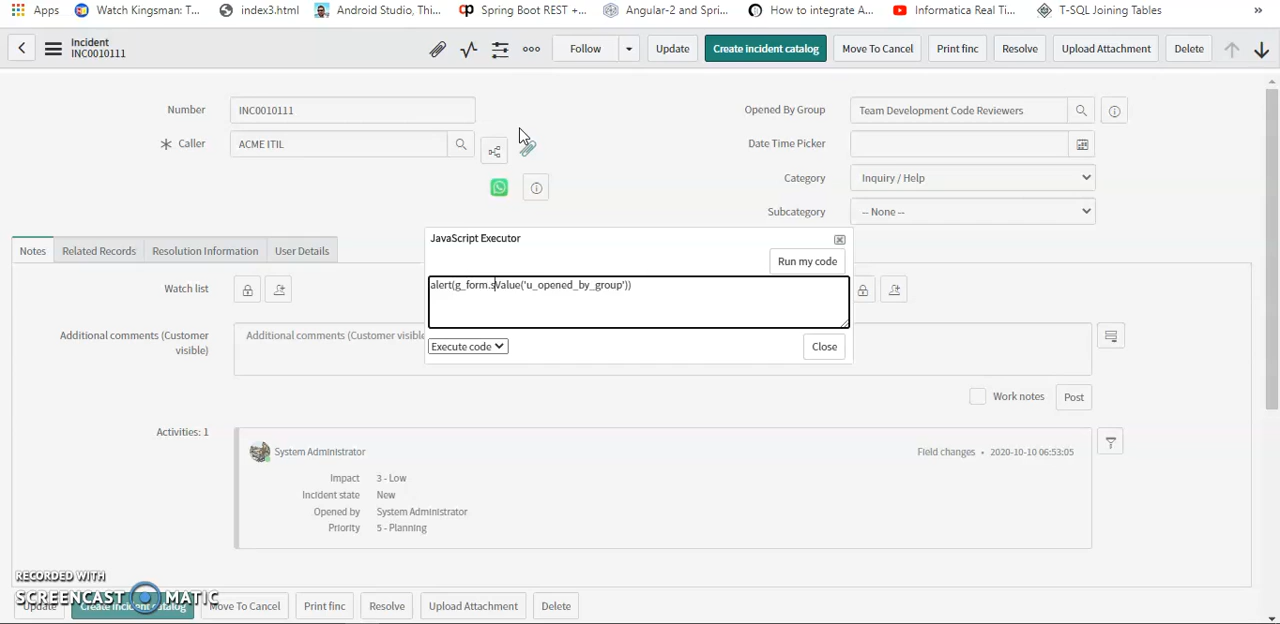 Apps Watch Kingsman: T... index3.html Android Studio, Thi... Spring Boot REST +... Angular-2 and Spri... How to integrate A... Informatica Real Ti... T-SQL Joining Tables »
Incident
INC0010111
Follow Update Create incident catalog Move To Cancel Print finc Resolve Upload Attachment Delete
Number INC0010111
Opened By Group Team Development Code Reviewers
Caller ACME ITIL
Date Time Picker
Category Inquiry / Help
Subcategory -- None --
Notes Related Records Resolution Information User Details
JavaScript Executor
Run my code
alert(g_form.sValue('u_opened_by_group'))
Execute code
Close
Watch list
Additional comments (Customer visible)
Additional comments (Customer visible
Work notes Post
Activities: 1
System Administrator Field changes • 2020-10-10 06:53:05
Impact 3 - Low
Incident state New
Opened by System Administrator
Priority 5 - Planning
RECORDED WITH
SCREENCAST MATIC
Update Create incident catalog Move To Cancel Print finc Resolve Upload Attachment Delete